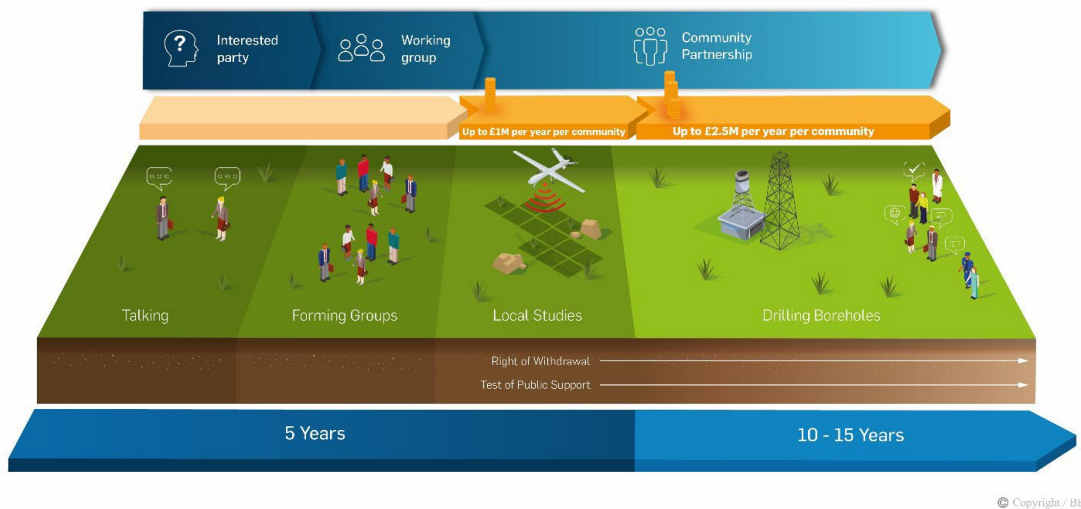 ?
Interested
party
Working
group
Community
Partnership
Up to £1M per year per community
Up to £2.5M per year per community
Talking
Forming Groups
Local Studies
Drilling Boreholes
Right of Withdrawal
Test of Public Support
5 Years
10 - 15 Years
© Copyright /